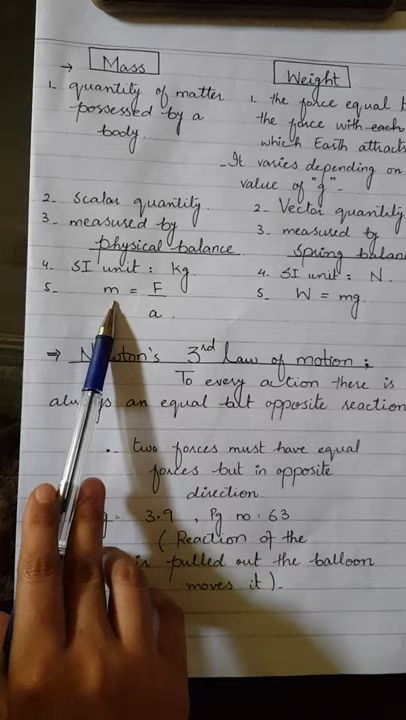 → Mass
1. quantity of matter
possessed by a
body.
2. Scalar quantity.
3. measured by
physical balance.
4. SI unit : kg
5. m = F
a
Weight
1. the force equal
the force with each
which Earth attracts
- It varies depending on
value of "g".
2. Vector quantity
3. measured by
Spring
4. SI unit : N.
5. W = mg.
→ Newton's 3rd Law of motion :
To every action there is
an equal but opposite reaction
∴ two forces must have equal
forces but in opposite
direction.
3.9 , Pg no : 63
( Reaction of the
is pulled out the balloon
moves it ).